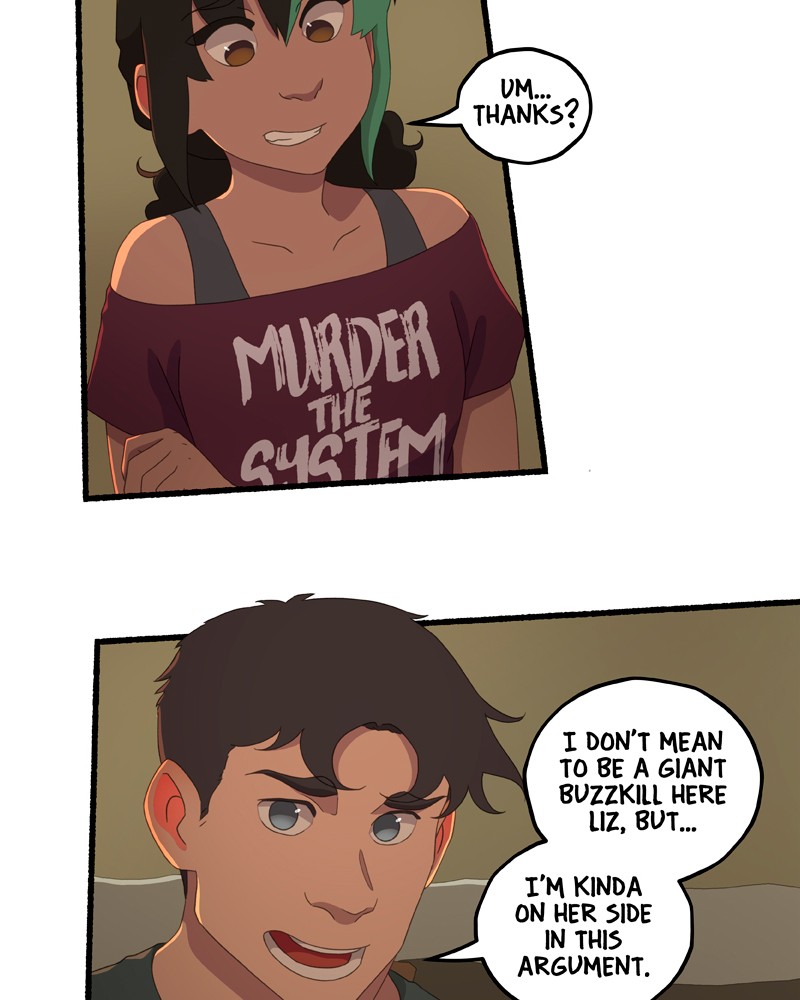 UM...
THANKS?
MURDER
THE
SYSTEM
I DON'T MEAN
TO BE A GIANT
BUZZKILL HERE
LIZ, BUT...
I'M KINDA
ON HER SIDE
IN THIS
ARGUMENT.